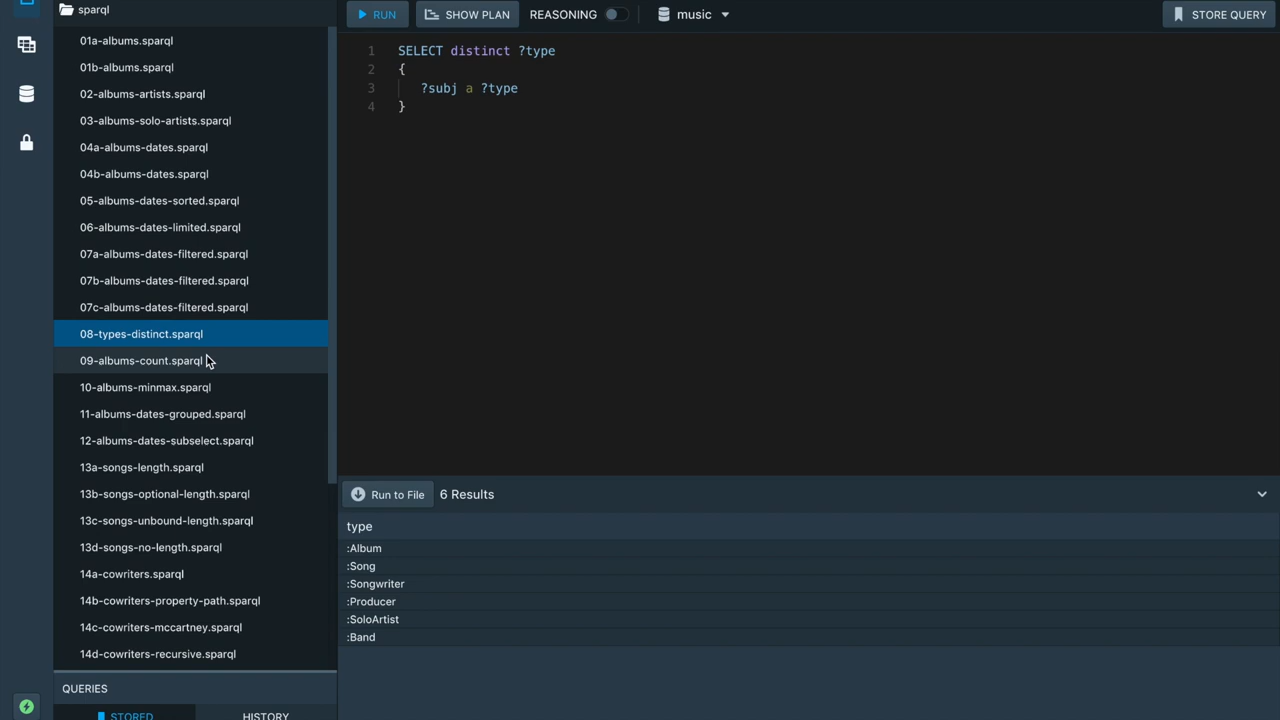 sparql
01a-albums.sparql
01b-albums.sparql
02-albums-artists.sparql
03-albums-solo-artists.sparql
04a-albums-dates.sparql
04b-albums-dates.sparql
05-albums-dates-sorted.sparql
06-albums-dates-limited.sparql
07a-albums-dates-filtered.sparql
07b-albums-dates-filtered.sparql
07c-albums-dates-filtered.sparql
08-types-distinct.sparql
09-albums-count.sparql
10-albums-minmax.sparql
11-albums-dates-grouped.sparql
12-albums-dates-subselect.sparql
13a-songs-length.sparql
13b-songs-optional-length.sparql
13c-songs-unbound-length.sparql
13d-songs-no-length.sparql
14a-cowriters.sparql
14b-cowriters-property-path.sparql
14c-cowriters-mccartney.sparql
14d-cowriters-recursive.sparql
QUERIES
STORED HISTORY
RUN SHOW PLAN REASONING music STORE QUERY
1 SELECT distinct ?type
2 {
3 ?subj a ?type
4 }
Run to File 6 Results
type
:Album
:Song
:Songwriter
:Producer
:SoloArtist
:Band